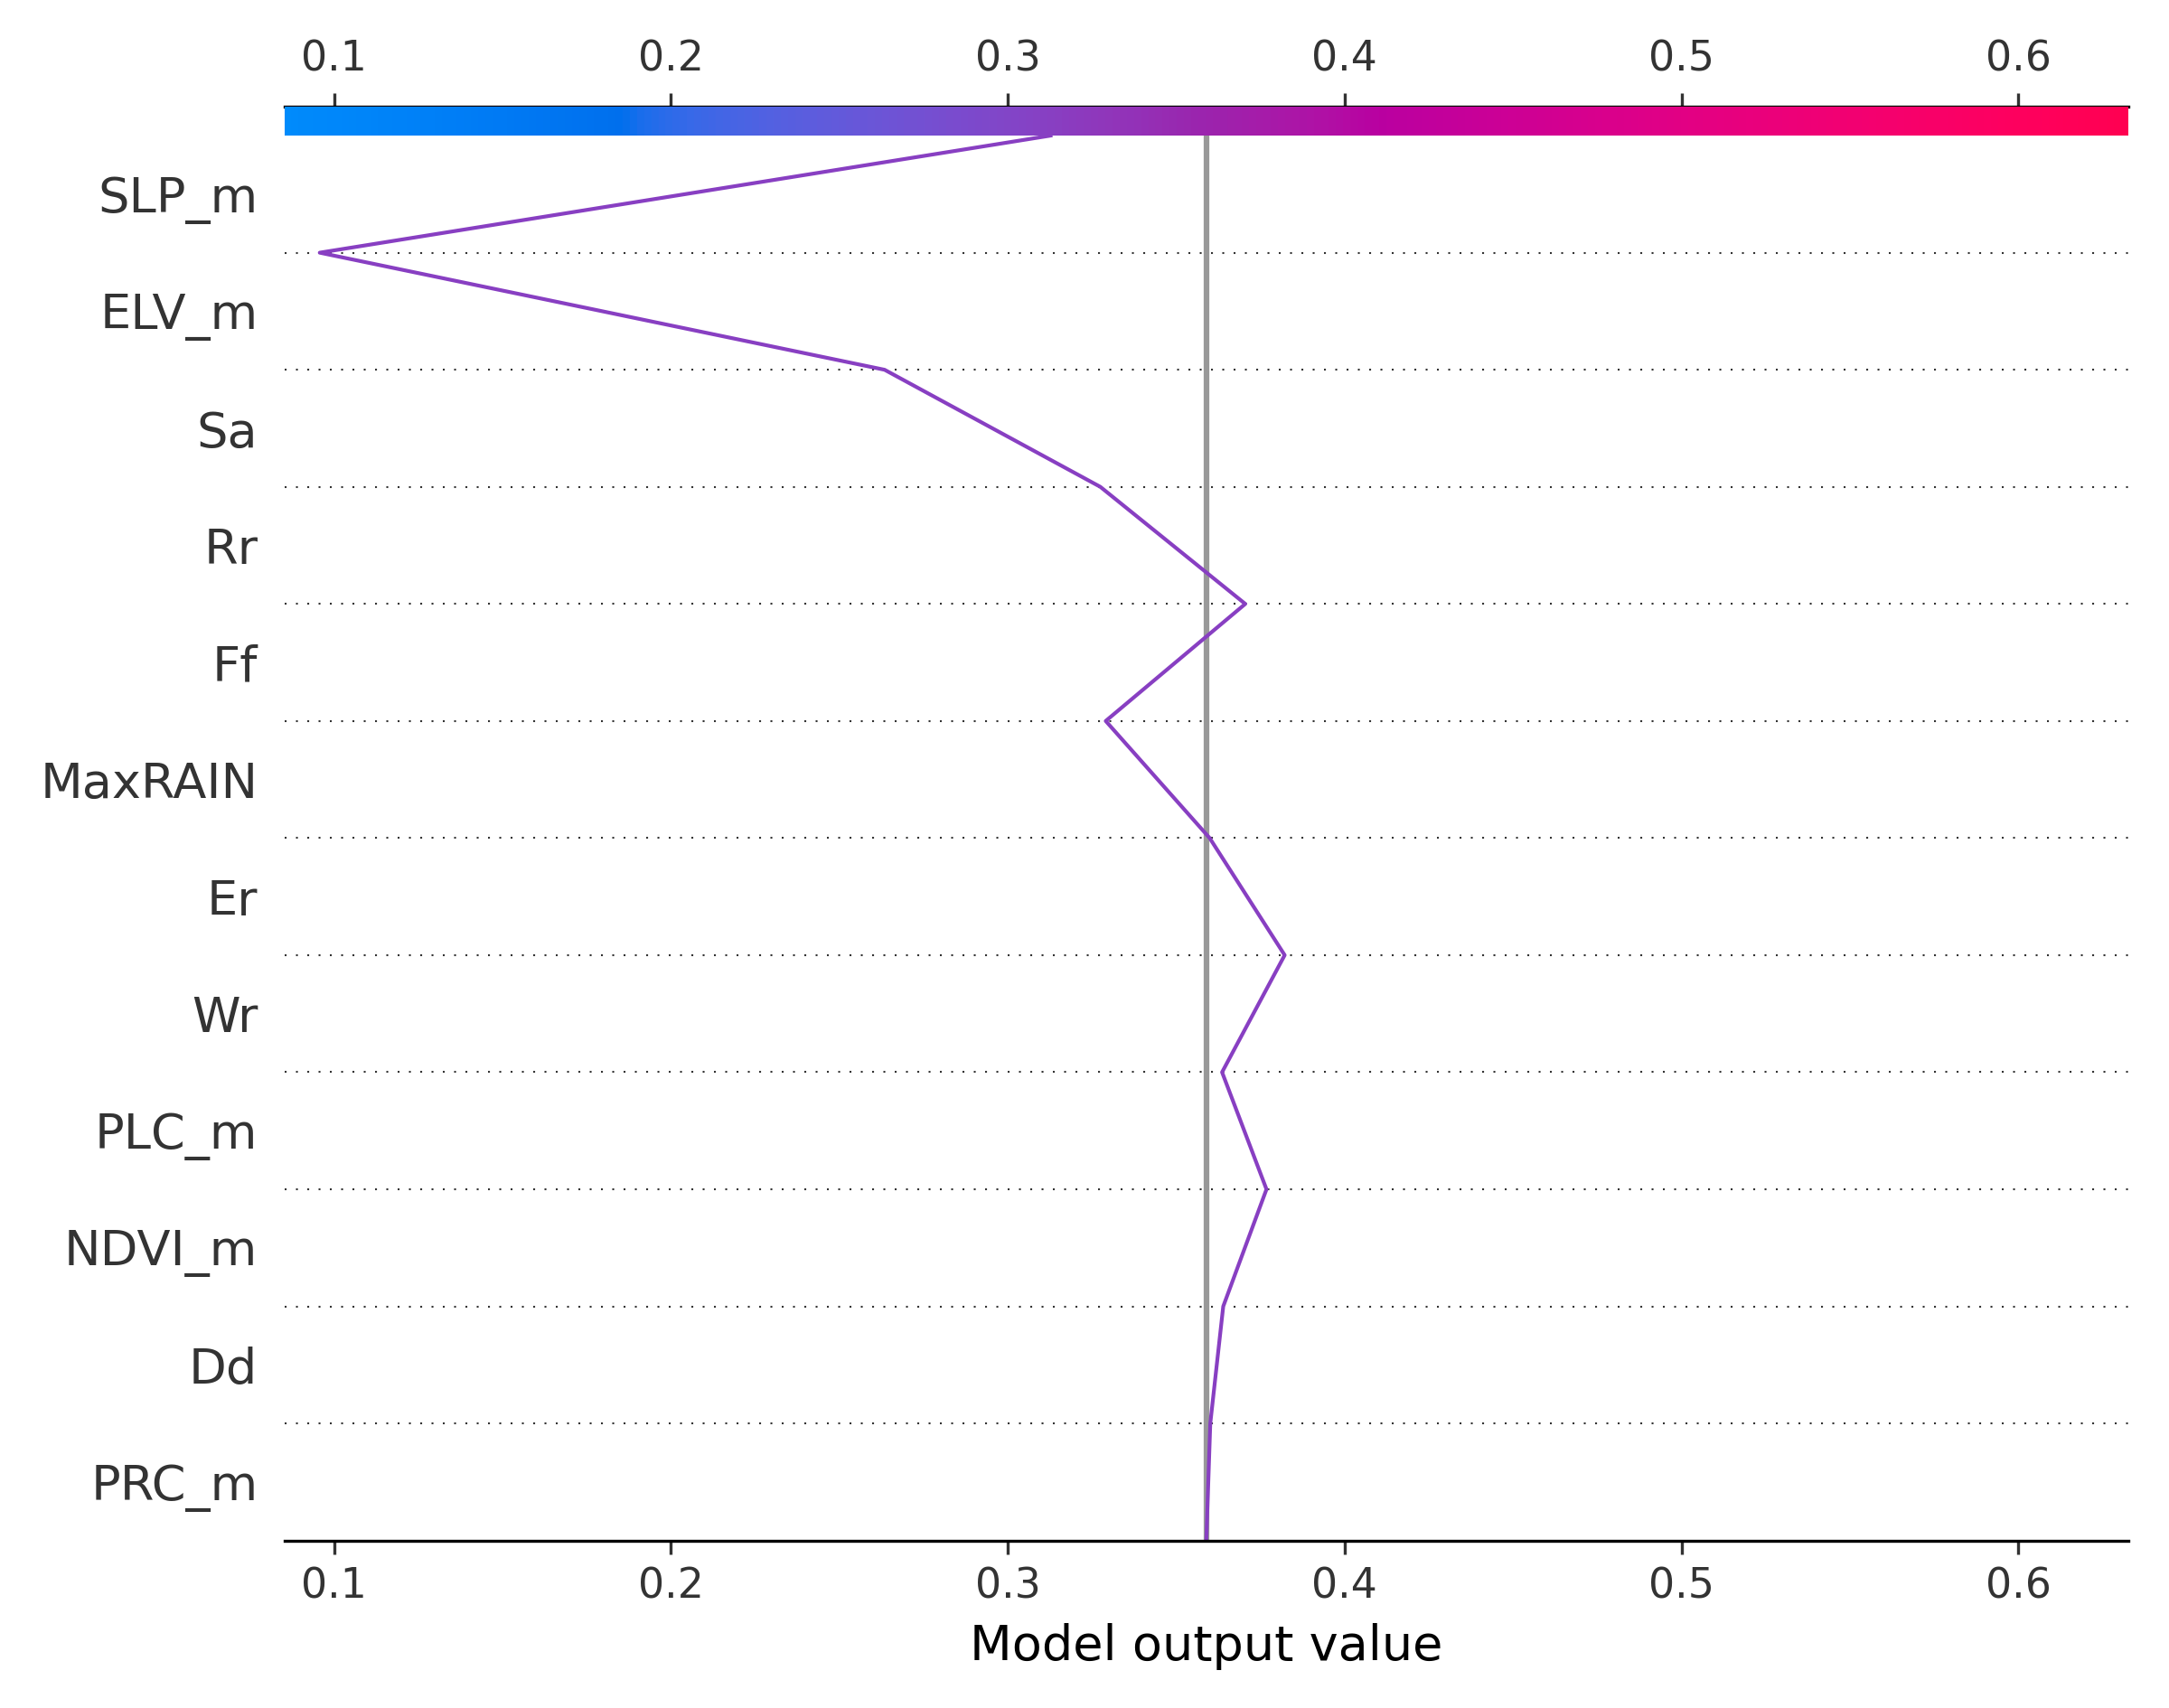 0.1 0.2 0.3 0.4 0.5 0.6
SLP_m
ELV_m
Sa
Rr
Ff
MaxRAIN
Er
Wr
PLC_m
NDVI_m
Dd
PRC_m
0.1 0.2 0.3 0.4 0.5 0.6
Model output value